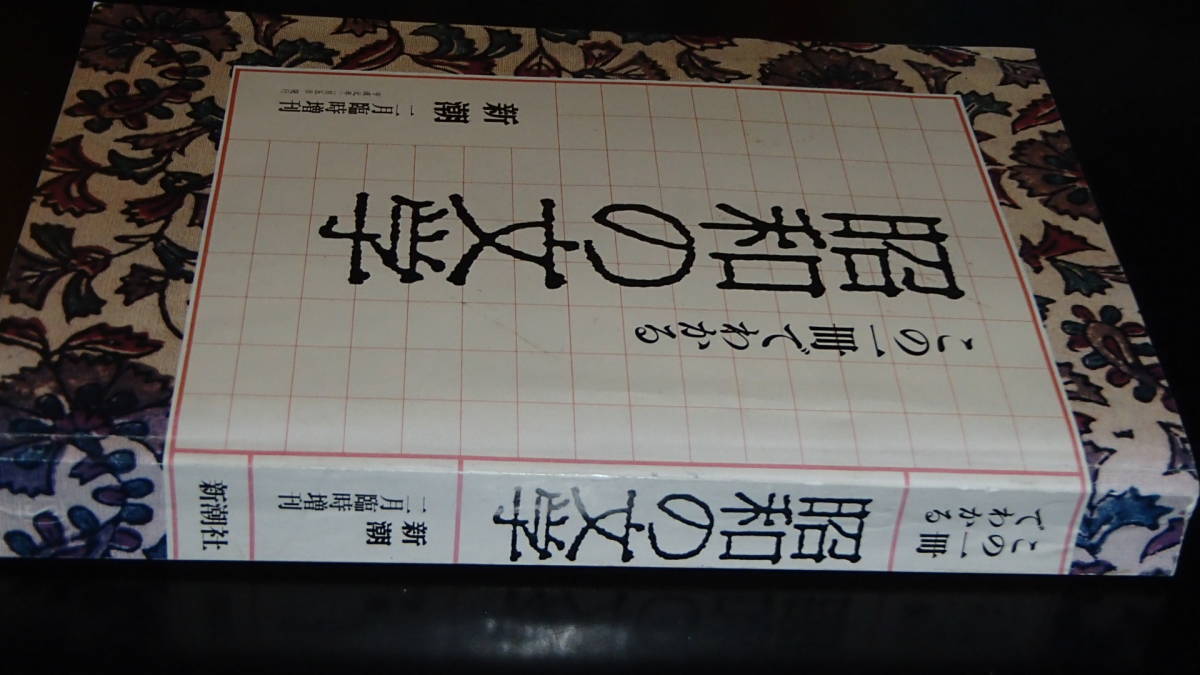 この一冊でわかる
昭和の文学
新潮 二月臨時増刊
この一冊
でわかる
昭和の文学
新潮
二月臨時増刊
新潮社